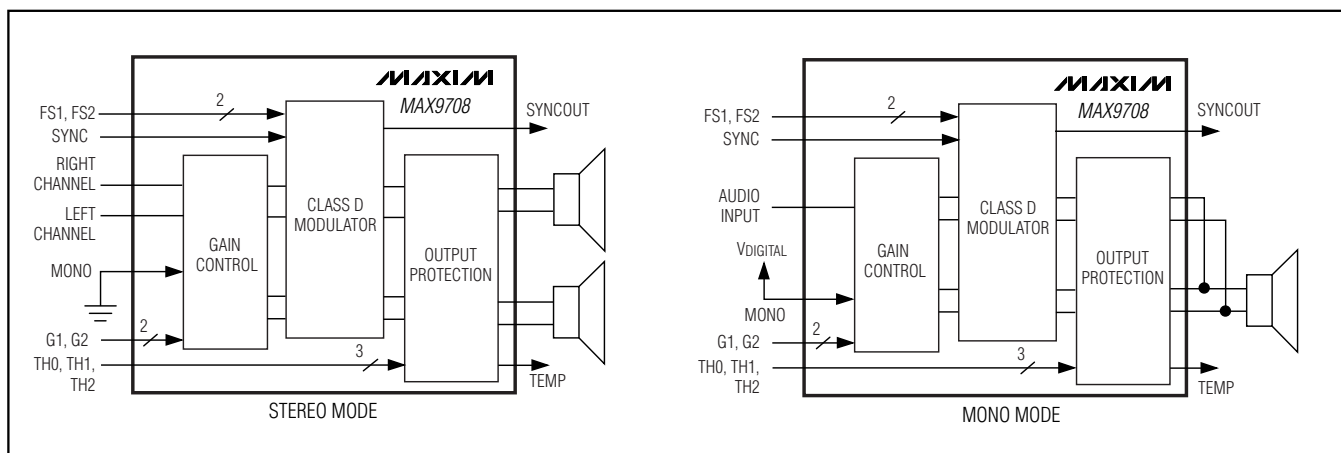 MAXIM
MAX9708
2
FS1, FS2
SYNC
SYNCOUT
RIGHT
CHANNEL
LEFT
CHANNEL
MONO
GAIN
CONTROL
CLASS D
MODULATOR
OUTPUT
PROTECTION
2
G1, G2
3
TH0, TH1,
TH2
TEMP
STEREO MODE
MAXIM
MAX9708
2
FS1, FS2
SYNC
SYNCOUT
AUDIO
INPUT
VDIGITAL
MONO
GAIN
CONTROL
CLASS D
MODULATOR
OUTPUT
PROTECTION
2
G1, G2
3
TH0, TH1,
TH2
TEMP
MONO MODE